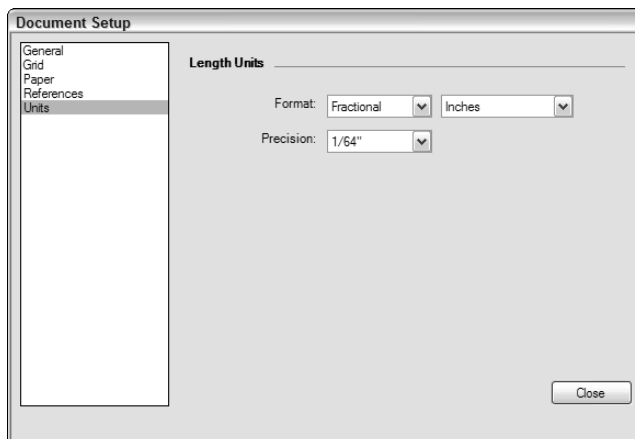 Document Setup
General
Grid
Paper
References
Units
Length Units
Format: Fractional Inches
Precision: 1/64"
Close